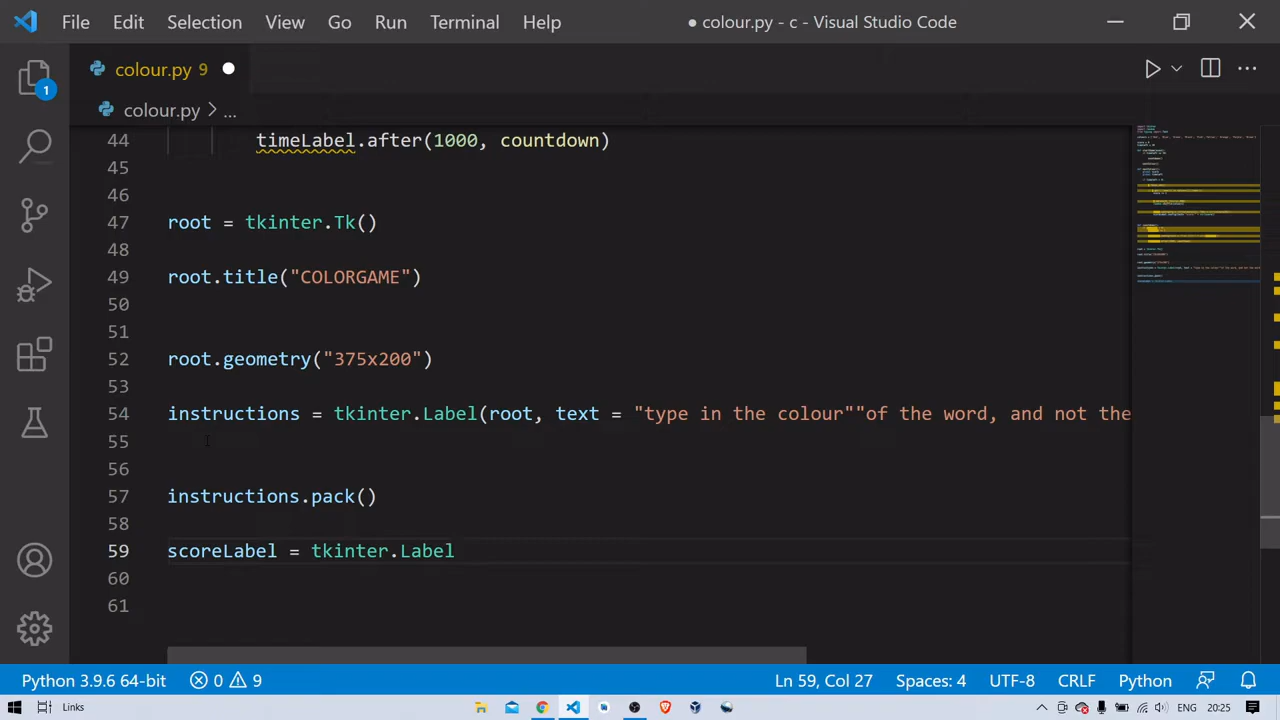 File Edit Selection View Go Run Terminal Help ● colour.py - c - Visual Studio Code
colour.py 9
colour.py > ...
44 timeLabel.after(1000, countdown)
45
46
47 root = tkinter.Tk()
48
49 root.title("COLORGAME")
50
51
52 root.geometry("375x200")
53
54 instructions = tkinter.Label(root, text = "type in the colour""of the word, and not the
55
56
57 instructions.pack()
58
59 scoreLabel = tkinter.Label
60
61
1
Python 3.9.6 64-bit 0 9 Ln 59, Col 27 Spaces: 4 UTF-8 CRLF Python
Links ENG 20:25